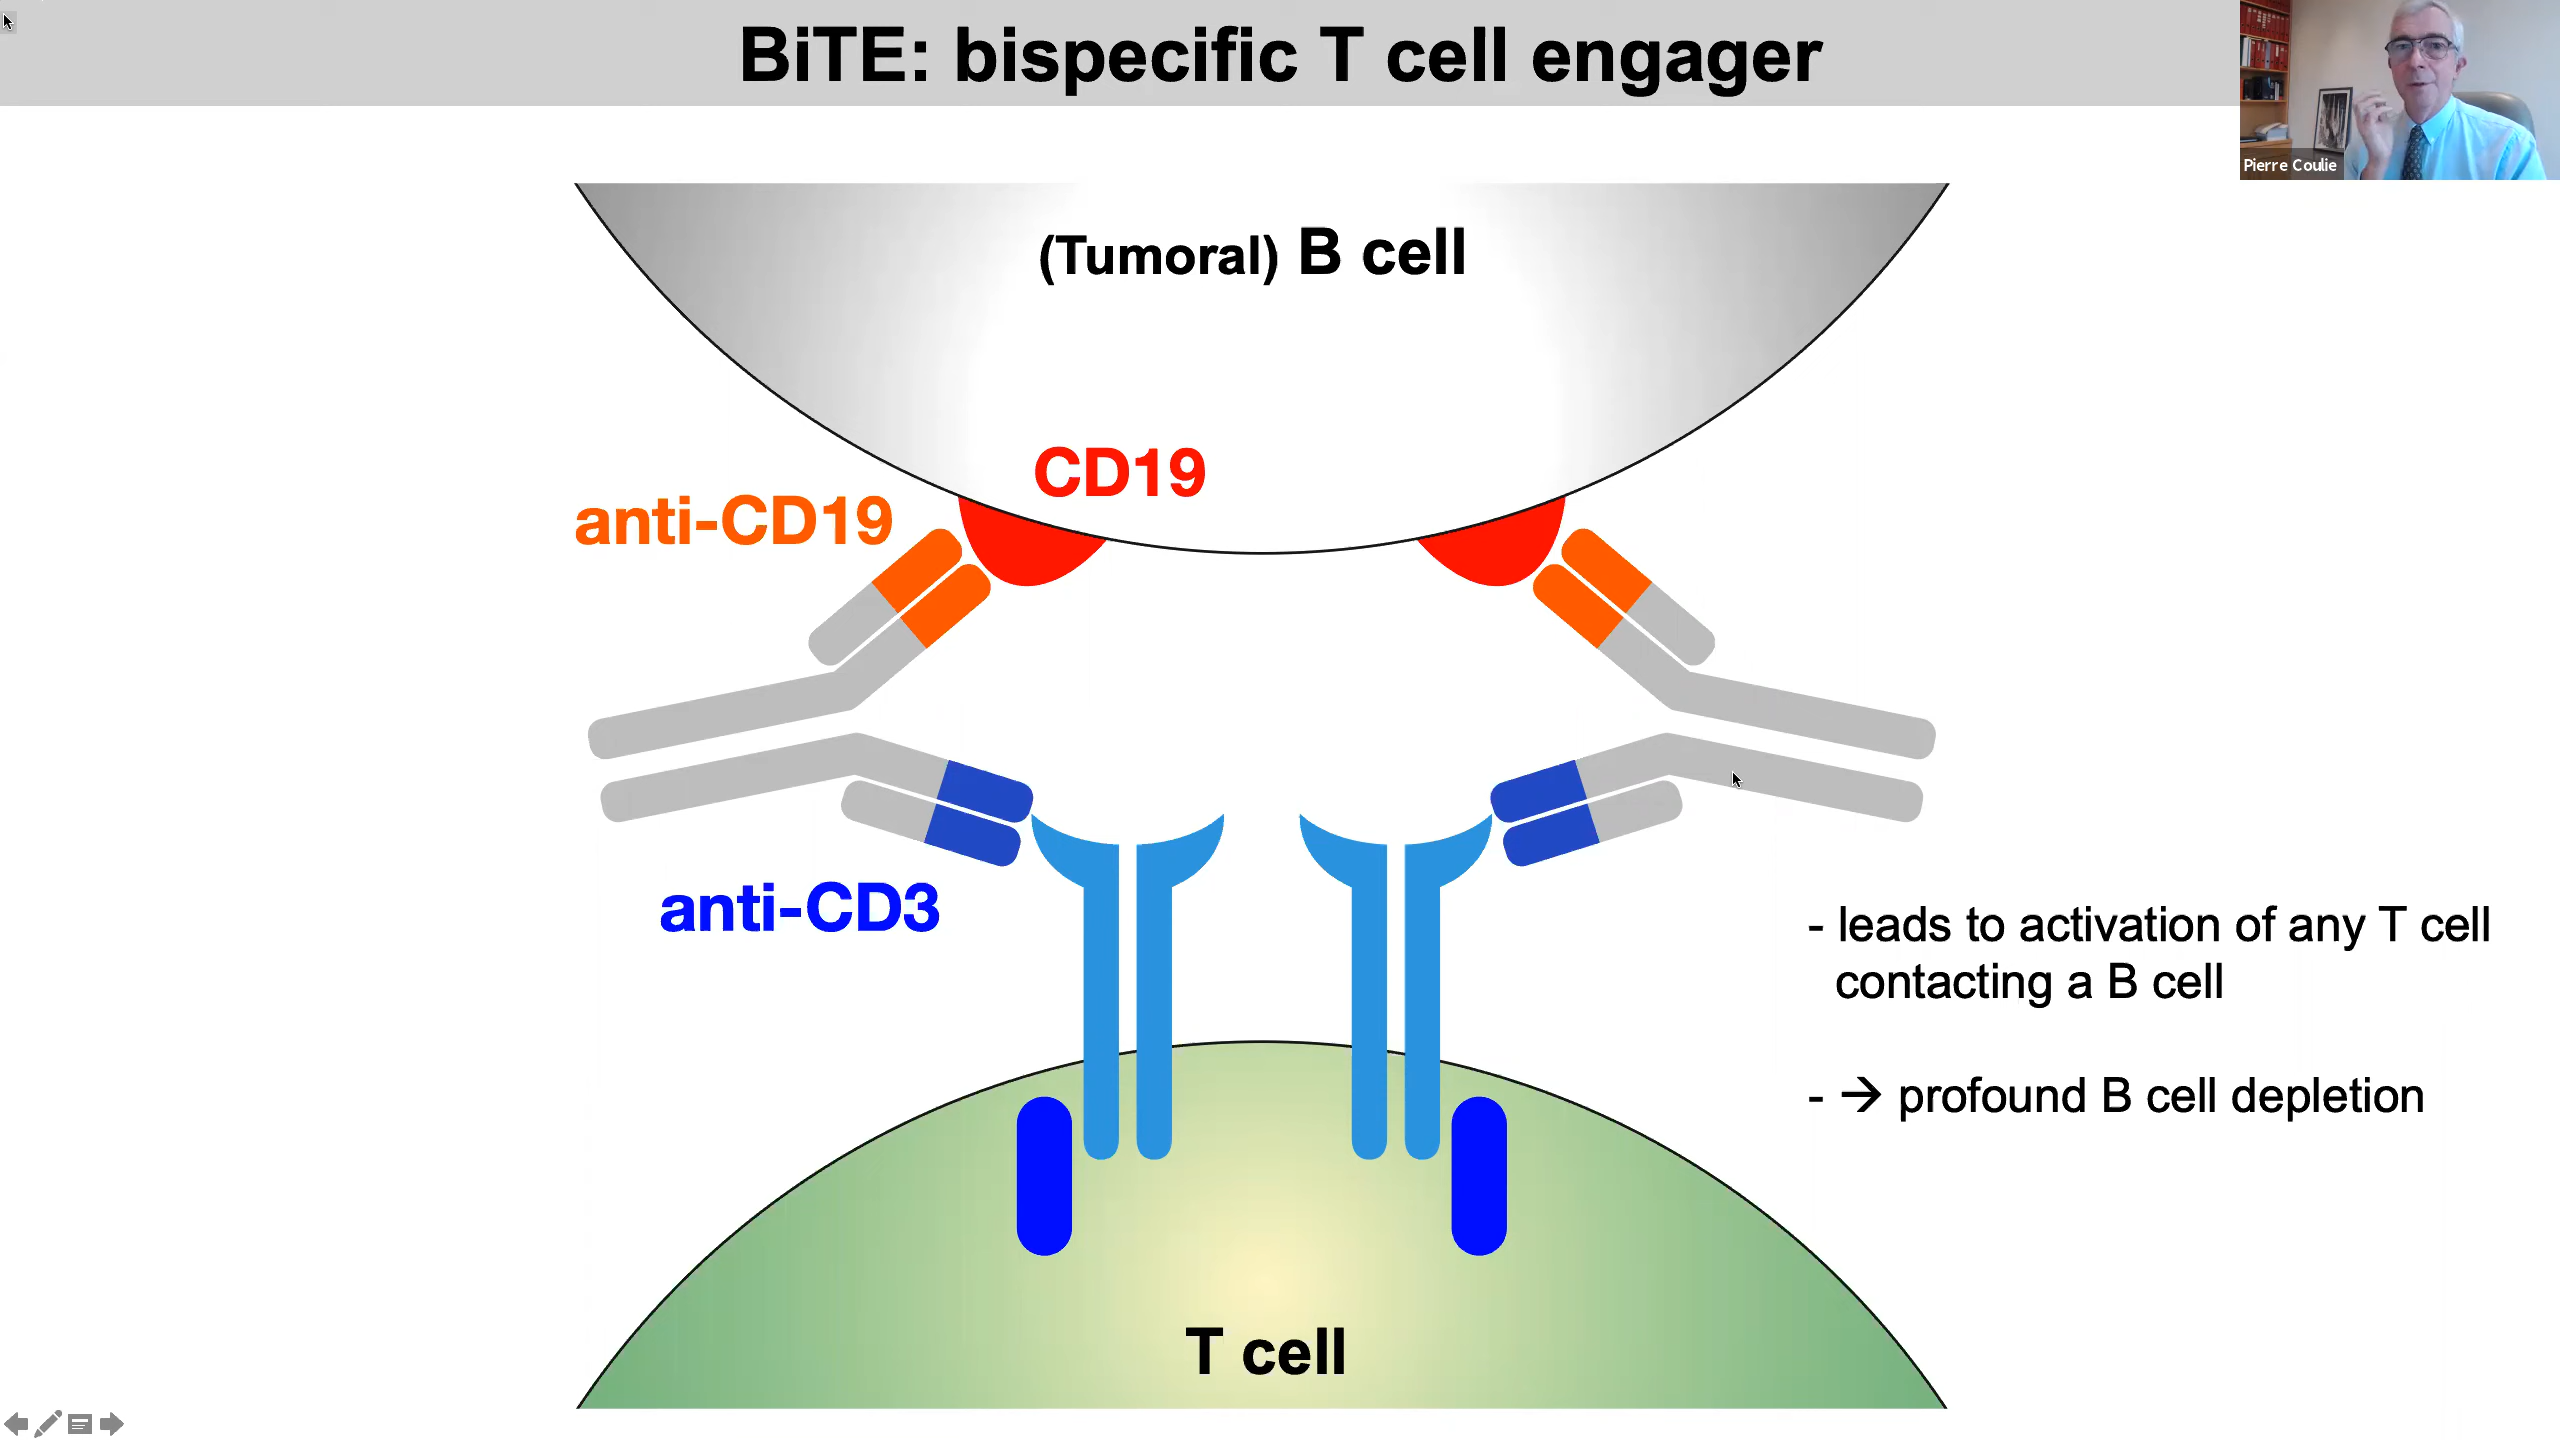 BiTE: bispecific T cell engager
Pierre Coulie
(Tumoral) B cell
CD19
anti-CD19
anti-CD3
- leads to activation of any T cell
contacting a B cell
- → profound B cell depletion
T cell